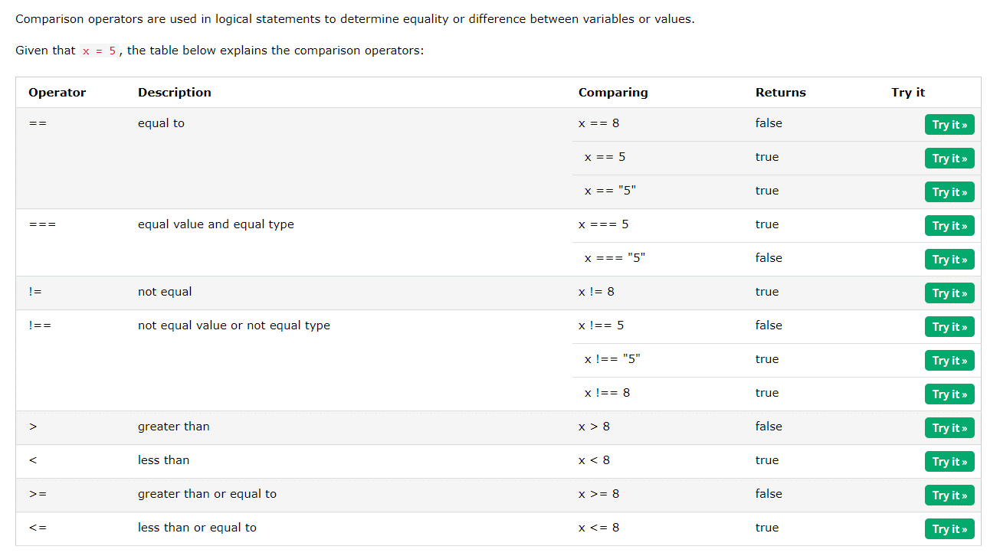 Comparison operators are used in logical statements to determine equality or difference between variables or values.
Given that x = 5, the table below explains the comparison operators:
Operator Description Comparing Returns Try it
== equal to x == 8 false Try it »
x == 5 true Try it »
x == "5" true Try it »
=== equal value and equal type x === 5 true Try it »
x === "5" false Try it »
!= not equal x != 8 true Try it »
!== not equal value or not equal type x !== 5 false Try it »
x !== "5" true Try it »
x !== 8 true Try it »
> greater than x > 8 false Try it »
< less than x < 8 true Try it »
>= greater than or equal to x >= 8 false Try it »
<= less than or equal to x <= 8 true Try it »